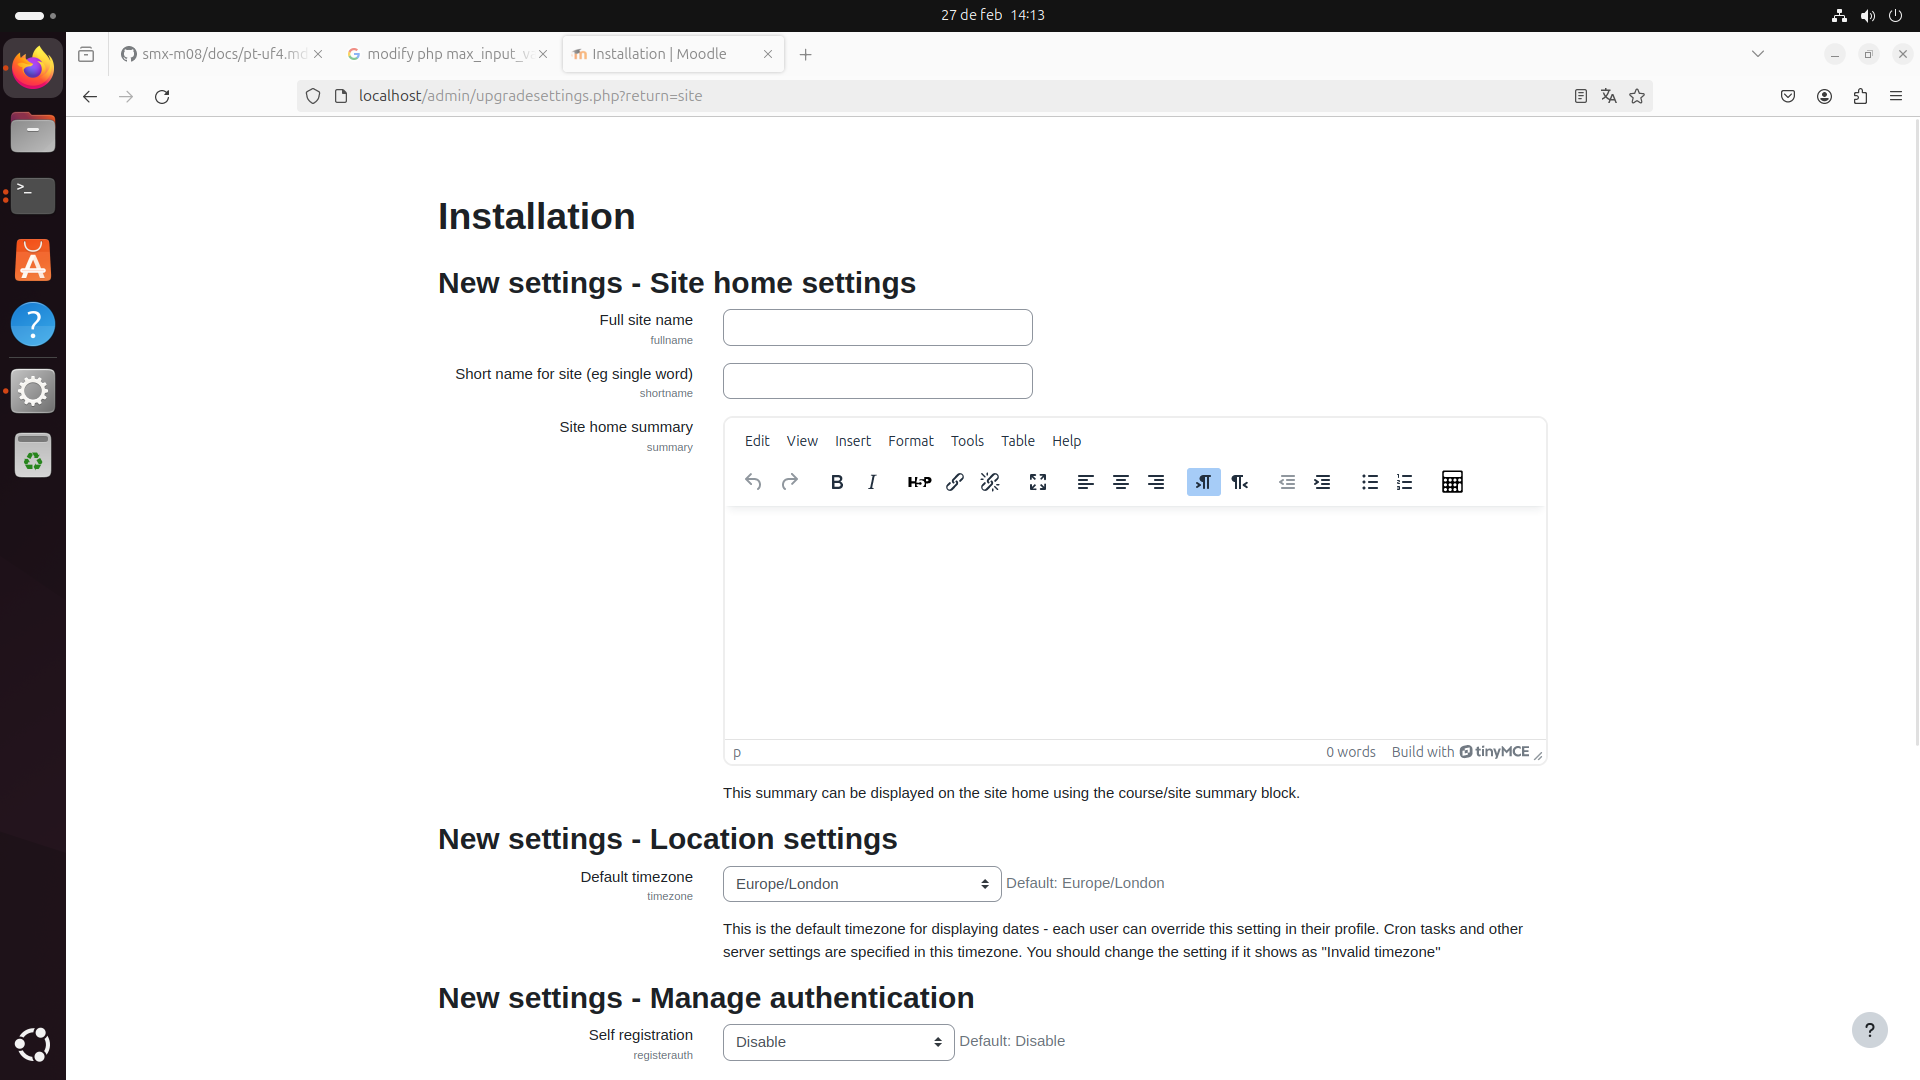 27 de feb 14:13
smx-m08/docs/pt-uf4.md
modify php max_input_va
Installation | Moodle
localhost/admin/upgradesettings.php?return=site
Installation
New settings - Site home settings
Full site name
fullname
Short name for site (eg single word)
shortname
Site home summary
summary
Edit View Insert Format Tools Table Help
B I H5P
p
0 words Build with tinyMCE
This summary can be displayed on the site home using the course/site summary block.
New settings - Location settings
Default timezone
timezone
Europe/London
Default: Europe/London
This is the default timezone for displaying dates - each user can override this setting in their profile. Cron tasks and other
server settings are specified in this timezone. You should change the setting if it shows as "Invalid timezone"
New settings - Manage authentication
Self registration
registerauth
Disable
Default: Disable
?